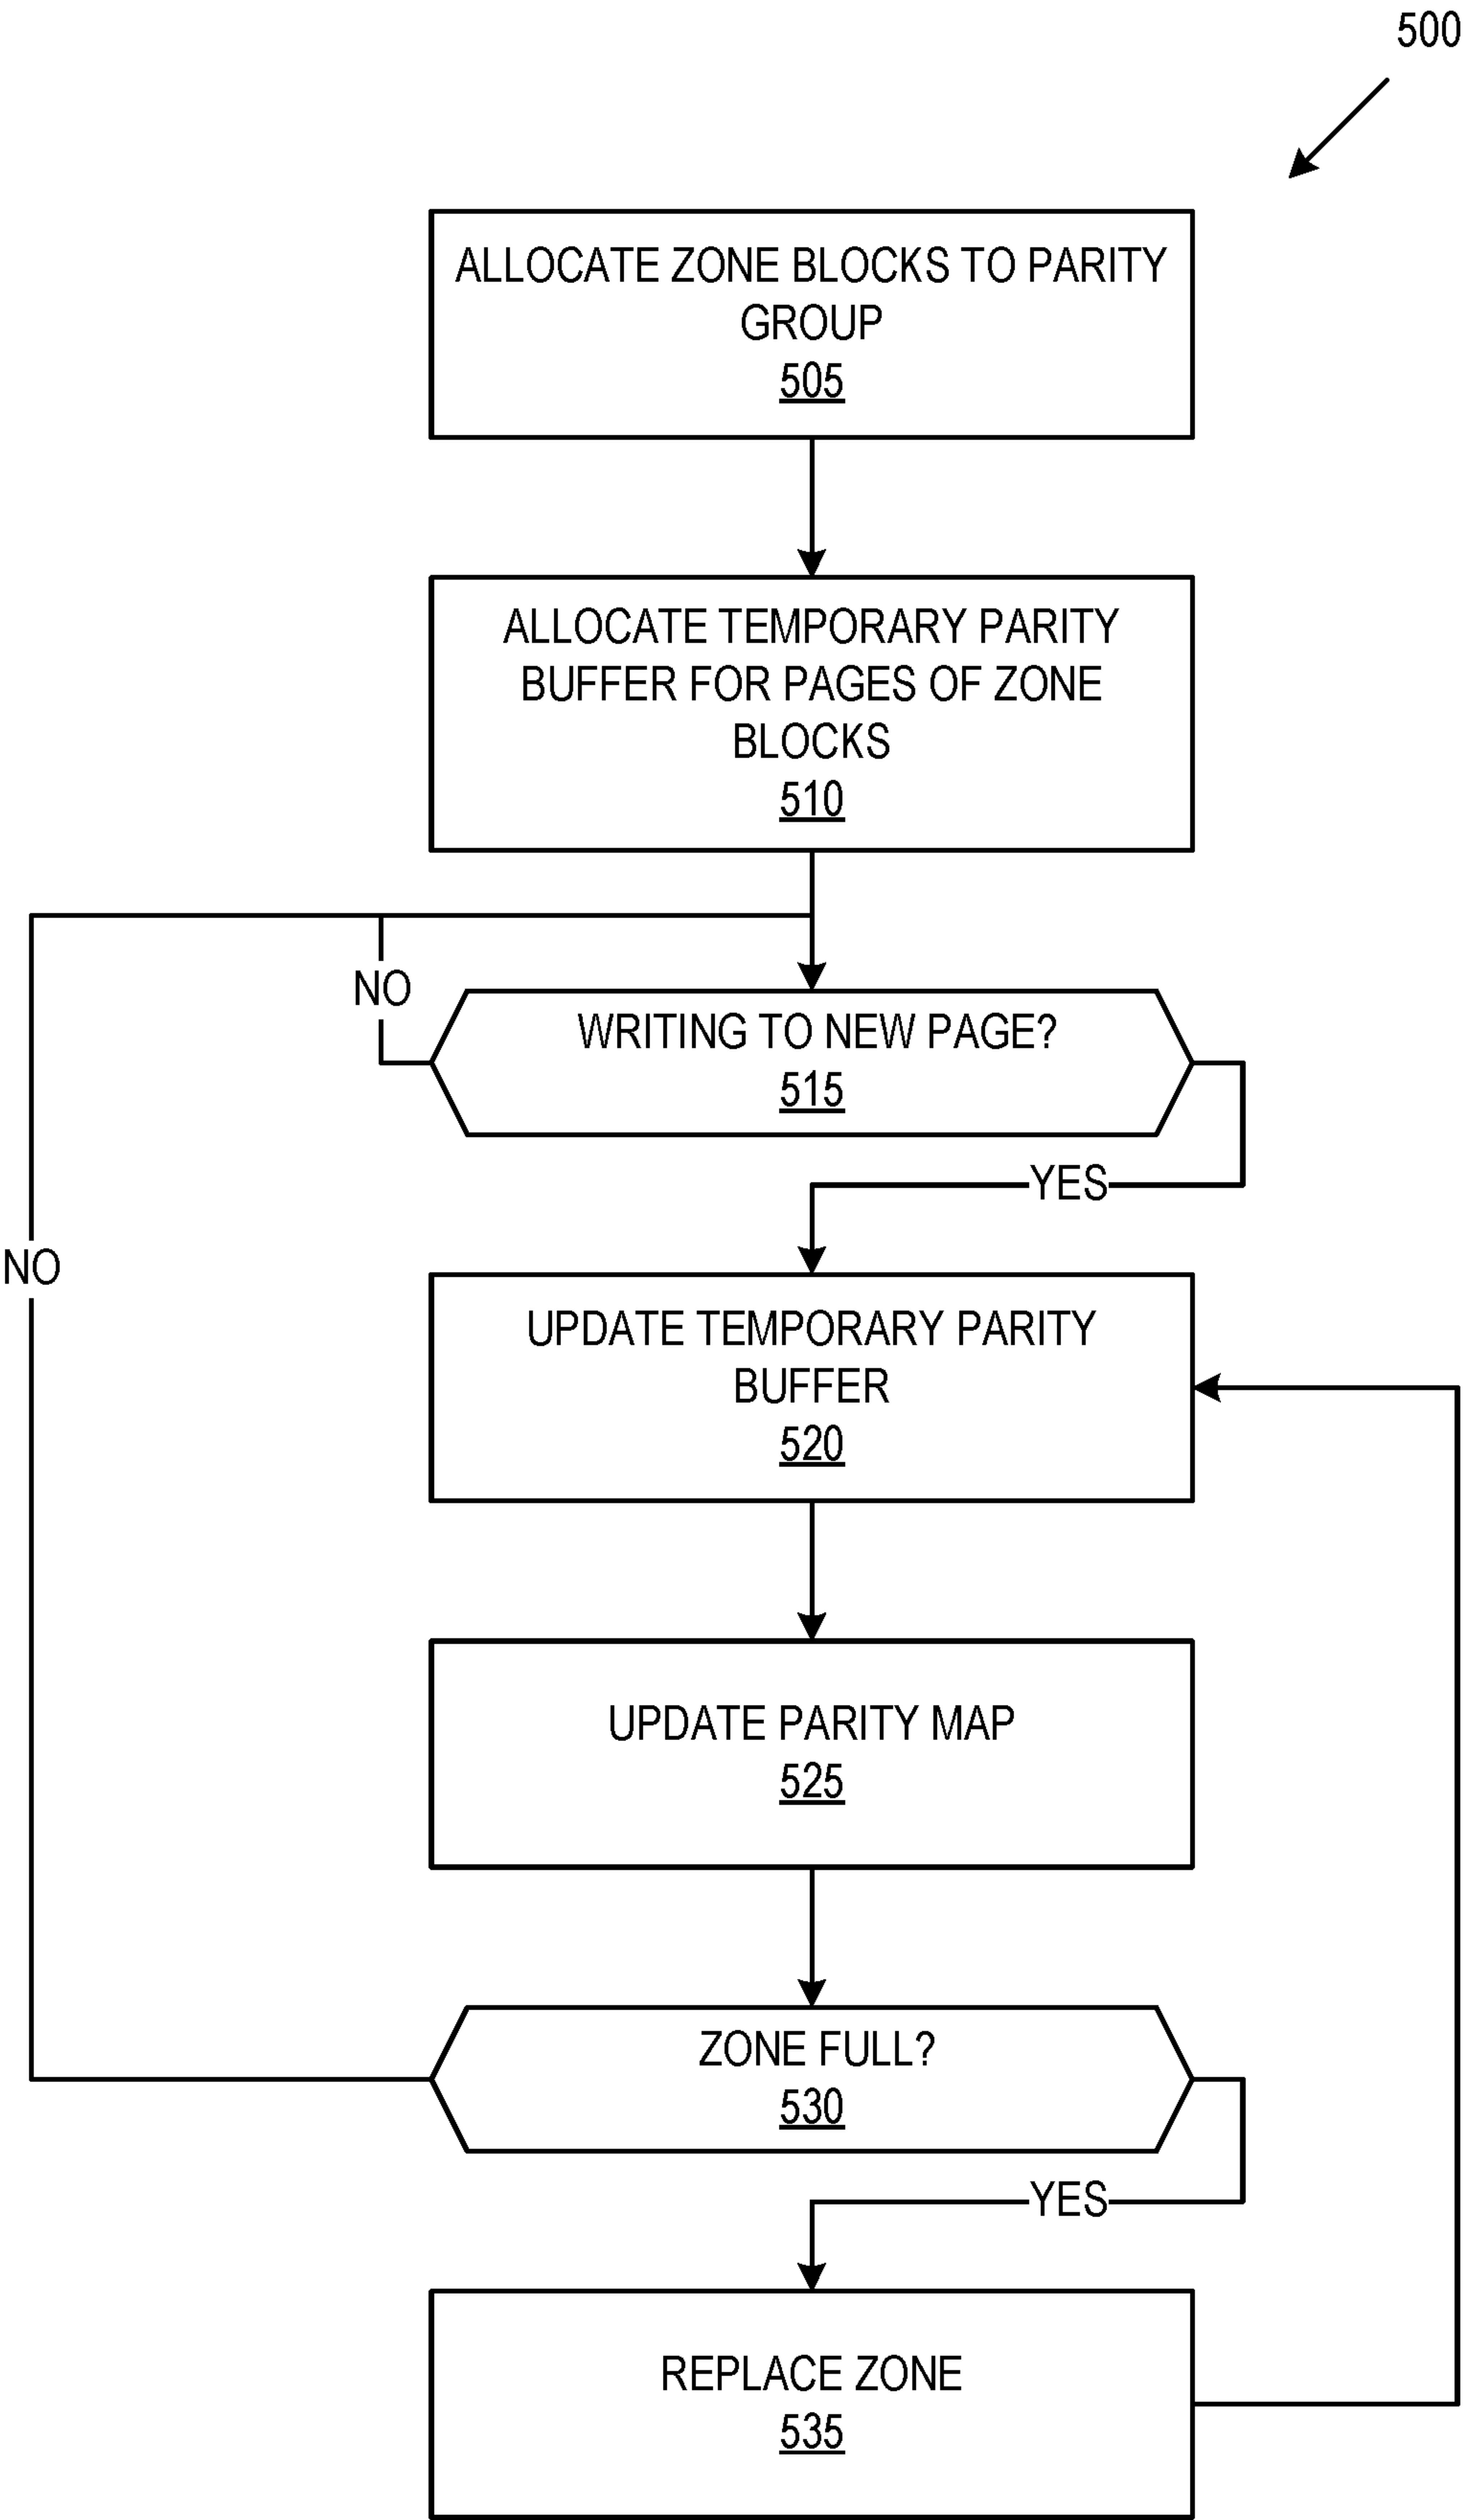 500
ALLOCATE ZONE BLOCKS TO PARITY
GROUP
505
ALLOCATE TEMPORARY PARITY
BUFFER FOR PAGES OF ZONE
BLOCKS
510
NO
WRITING TO NEW PAGE?
515
YES
NO
UPDATE TEMPORARY PARITY
BUFFER
520
UPDATE PARITY MAP
525
ZONE FULL?
530
YES
REPLACE ZONE
535